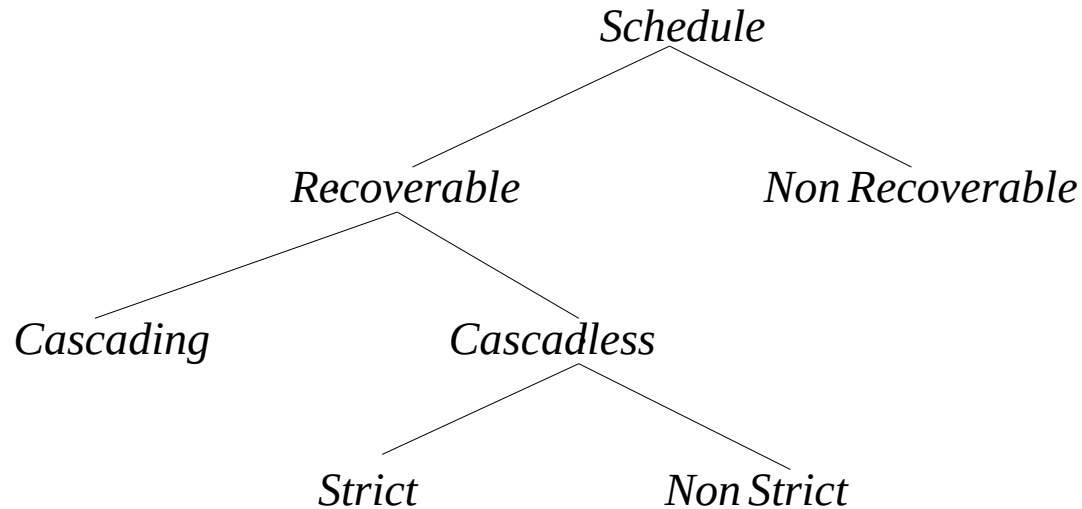 Schedule
Recoverable
Non Recoverable
Cascading
Cascadless
Strict
Non Strict